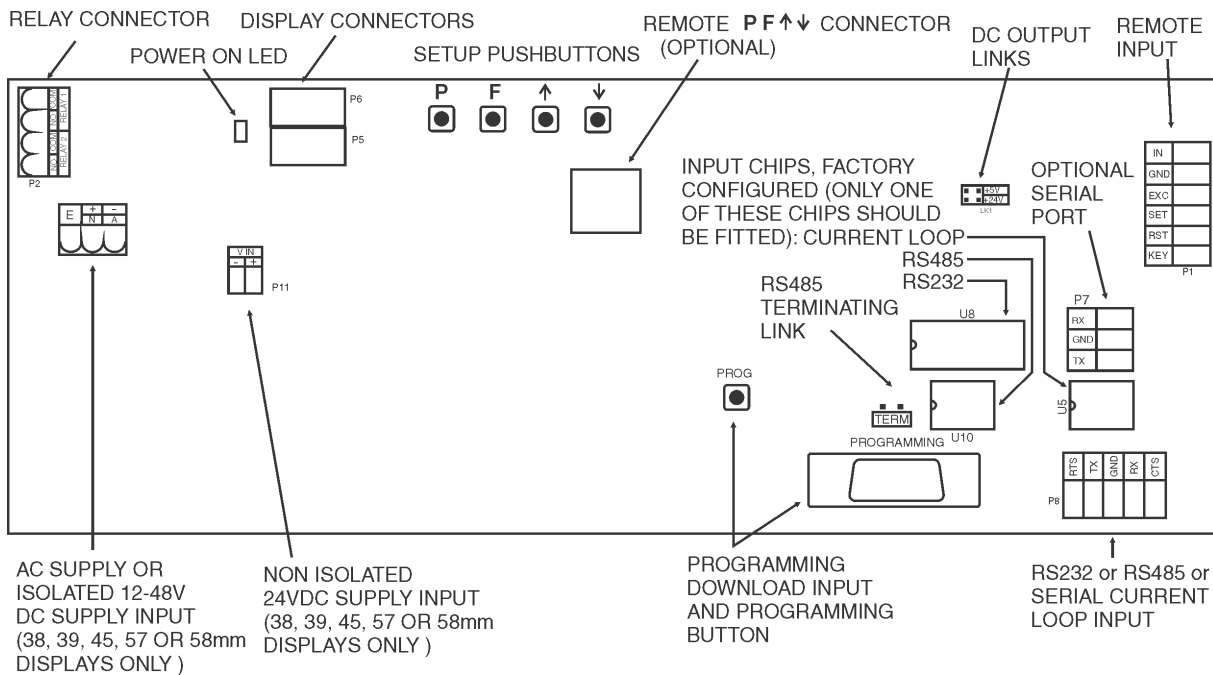 RELAY CONNECTOR
DISPLAY CONNECTORS
POWER ON LED
SETUP PUSHBUTTONS
REMOTE P F ↑ ↓ CONNECTOR
(OPTIONAL)
DC OUTPUT
LINKS
REMOTE
INPUT
P
F
↑
↓
NO COM
RELAY 1
NO COM
RELAY 2
P2
P6
P5
E
+
-
N
A
V IN
- +
P11
INPUT CHIPS, FACTORY
CONFIGURED (ONLY ONE
OF THESE CHIPS SHOULD
BE FITTED): CURRENT LOOP
RS485
RS232
+5V
+24V
LK1
OPTIONAL
SERIAL
PORT
IN
GND
EXC
SET
RST
KEY
P1
RS485
TERMINATING
LINK
U8
P7
RX
GND
TX
PROG
TERM
U10
U5
PROGRAMMING
RTS
TX
GND
RX
CTS
P8
AC SUPPLY OR
ISOLATED 12-48V
DC SUPPLY INPUT
(38, 39, 45, 57 OR 58mm
DISPLAYS ONLY )
NON ISOLATED
24VDC SUPPLY INPUT
(38, 39, 45, 57 OR 58mm
DISPLAYS ONLY )
PROGRAMMING
DOWNLOAD INPUT
AND PROGRAMMING
BUTTON
RS232 or RS485 or
SERIAL CURRENT
LOOP INPUT